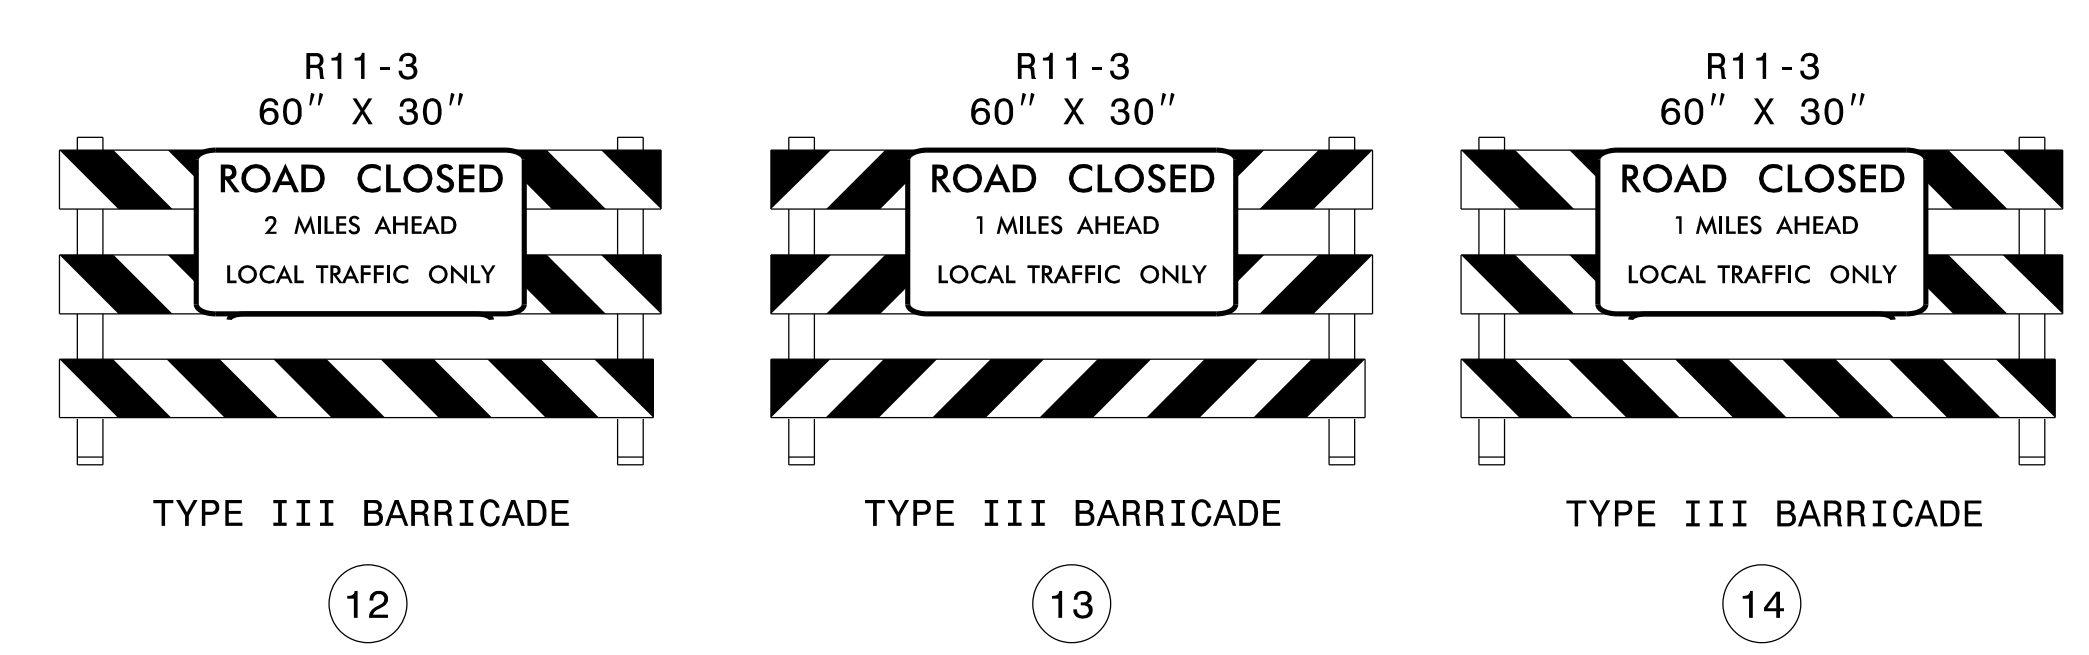 R11-3
60" X 30"
ROAD CLOSED
2 MILES AHEAD
LOCAL TRAFFIC ONLY
TYPE III BARRICADE
12
R11-3
60" X 30"
ROAD CLOSED
1 MILES AHEAD
LOCAL TRAFFIC ONLY
TYPE III BARRICADE
13
R11-3
60" X 30"
ROAD CLOSED
1 MILES AHEAD
LOCAL TRAFFIC ONLY
TYPE III BARRICADE
14